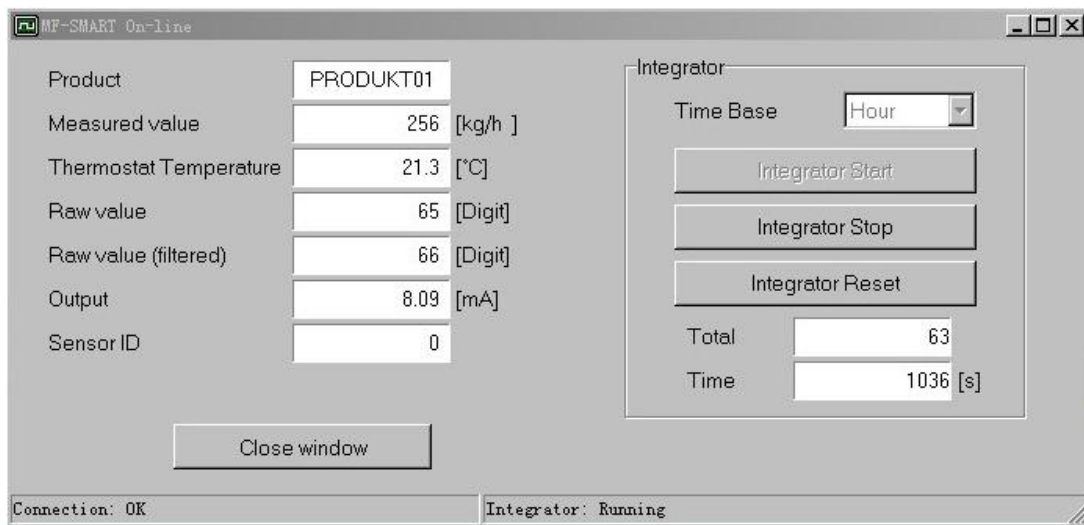 MF-SMART On-line
Product PRODUKT01
Measured value 256 [kg/h ]
Thermostat Temperature 21.3 [°C]
Raw value 65 [Digit]
Raw value (filtered) 66 [Digit]
Output 8.09 [mA]
Sensor ID 0
Close window
Integrator
Time Base Hour
Integrator Start
Integrator Stop
Integrator Reset
Total 63
Time 1036 [s]
Connection: OK
Integrator: Running